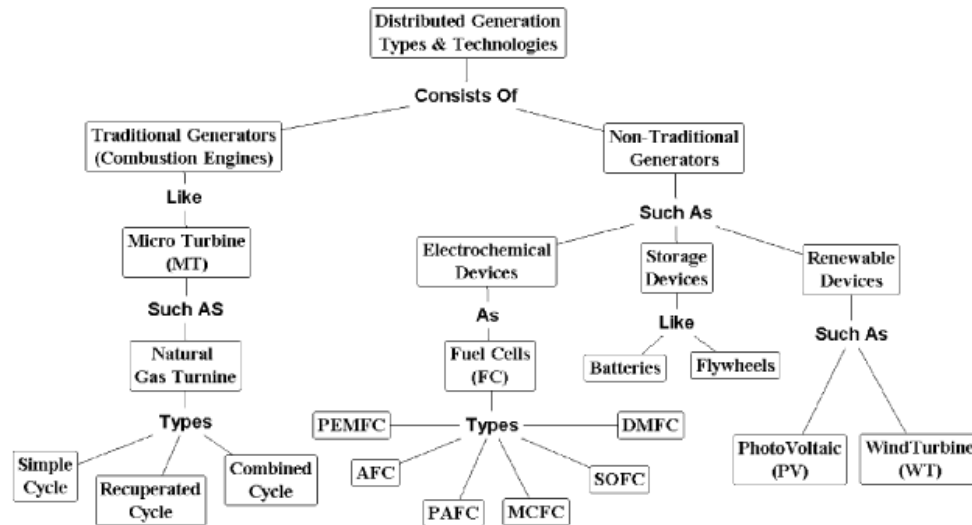 Distributed Generation
Types & Technologies
Consists Of
Traditional Generators
(Combustion Engines)
Non-Traditional
Generators
Like
Such As
Micro Turbine
(MT)
Electrochemical
Devices
Storage
Devices
Renewable
Devices
Such AS
As
Like
Such As
Natural
Gas Turnine
Fuel Cells
(FC)
Batteries
Flywheels
Types
PEMFC
Types
DMFC
PhotoVoltaic
(PV)
WindTurbine
(WT)
Simple
Cycle
Recuperated
Cycle
Combined
Cycle
AFC
PAFC
MCFC
SOFC